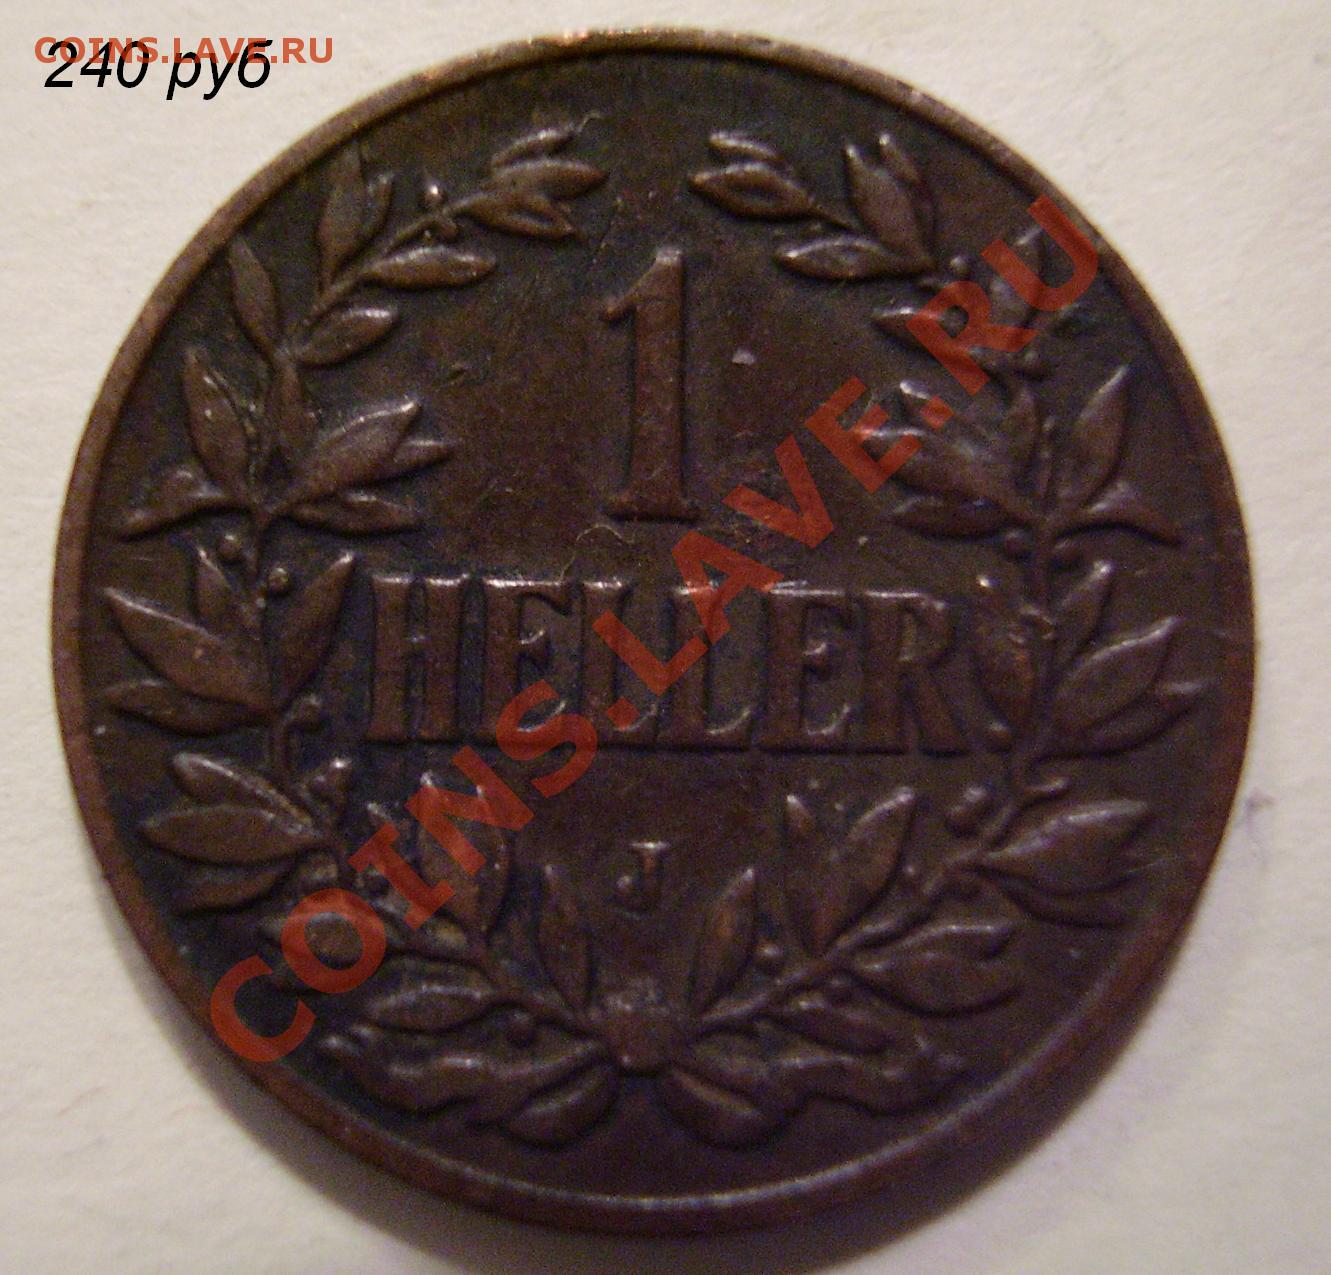 COINS.LAVE.RU
240 руб
1
HELLER
J
COINS.LAVE.RU